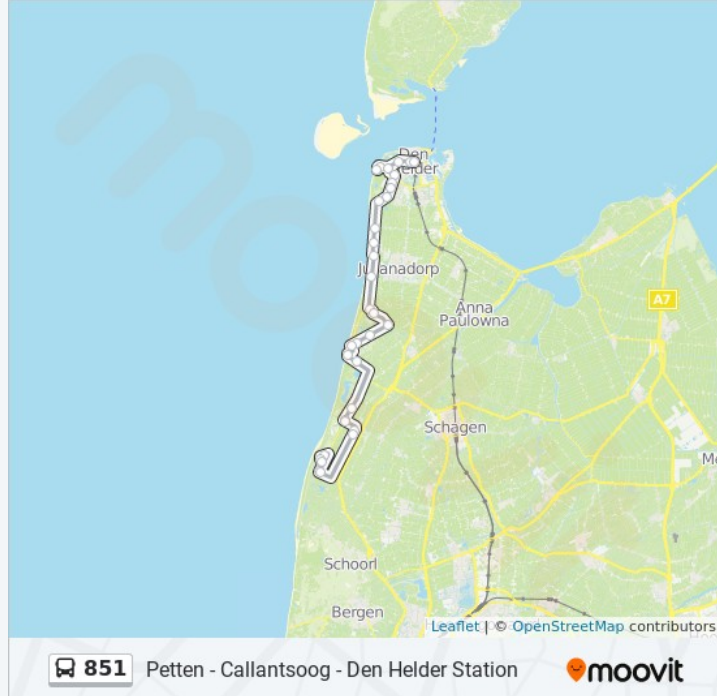 Den
Helder
Julianadorp
Anna
Paulowna
A7
Schagen
Schoorl
Bergen
Leaflet | © OpenStreetMap contributors
851 Petten - Callantsoog - Den Helder Station moovit